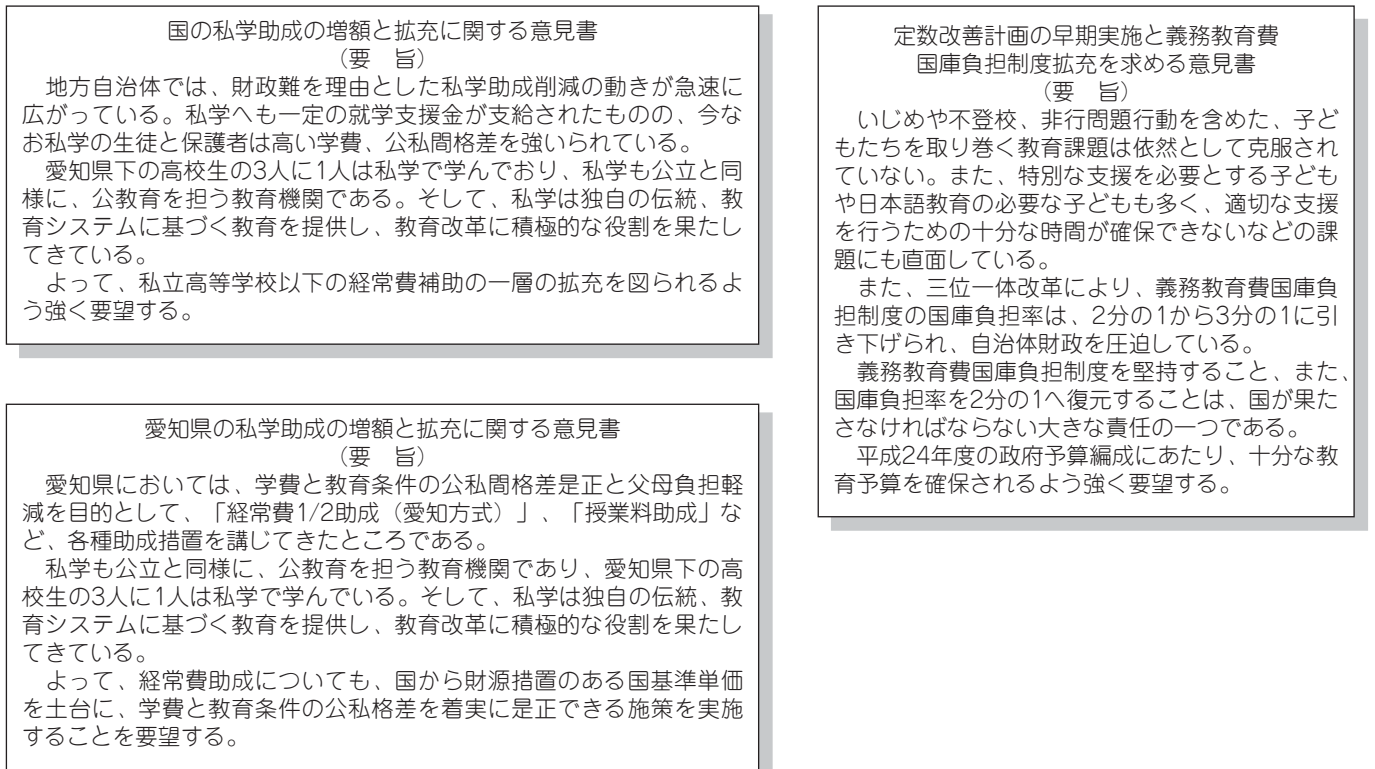 国の私学助成の増額と拡充に関する意見書
（要　旨）
　地方自治体では、財政難を理由とした私学助成削減の動きが急速に
広がっている。私学へも一定の就学支援金が支給されたものの、今な
お私学の生徒と保護者は高い学費、公私間格差を強いられている。
　愛知県下の高校生の3人に1人は私学で学んでおり、私学も公立と同
様に、公教育を担う教育機関である。そして、私学は独自の伝統、教
育システムに基づく教育を提供し、教育改革に積極的な役割を果たし
てきている。
　よって、私立高等学校以下の経常費補助の一層の拡充を図られるよ
う強く要望する。
愛知県の私学助成の増額と拡充に関する意見書
（要　旨）
　愛知県においては、学費と教育条件の公私間格差是正と父母負担軽
減を目的として、「経常費1/2助成（愛知方式）」、「授業料助成」な
ど、各種助成措置を講じてきたところである。
　私学も公立と同様に、公教育を担う教育機関であり、愛知県下の高
校生の3人に1人は私学で学んでいる。そして、私学は独自の伝統、教
育システムに基づく教育を提供し、教育改革に積極的な役割を果たし
てきている。
　よって、経常費助成についても、国から財源措置のある国基準単価
を土台に、学費と教育条件の公私格差を着実に是正できる施策を実施
することを要望する。
定数改善計画の早期実施と義務教育費
国庫負担制度拡充を求める意見書
（要　旨）
　いじめや不登校、非行問題行動を含めた、子ど
もたちを取り巻く教育課題は依然として克服され
ていない。また、特別な支援を必要とする子ども
や日本語教育の必要な子どもも多く、適切な支援
を行うための十分な時間が確保できないなどの課
題にも直面している。
　また、三位一体改革により、義務教育費国庫負
担制度の国庫負担率は、2分の1から3分の1に引
き下げられ、自治体財政を圧迫している。
　義務教育費国庫負担制度を堅持すること、また、
国庫負担率を2分の1へ復元することは、国が果た
さなければならない大きな責任の一つである。
　平成24年度の政府予算編成にあたり、十分な教
育予算を確保されるよう強く要望する。